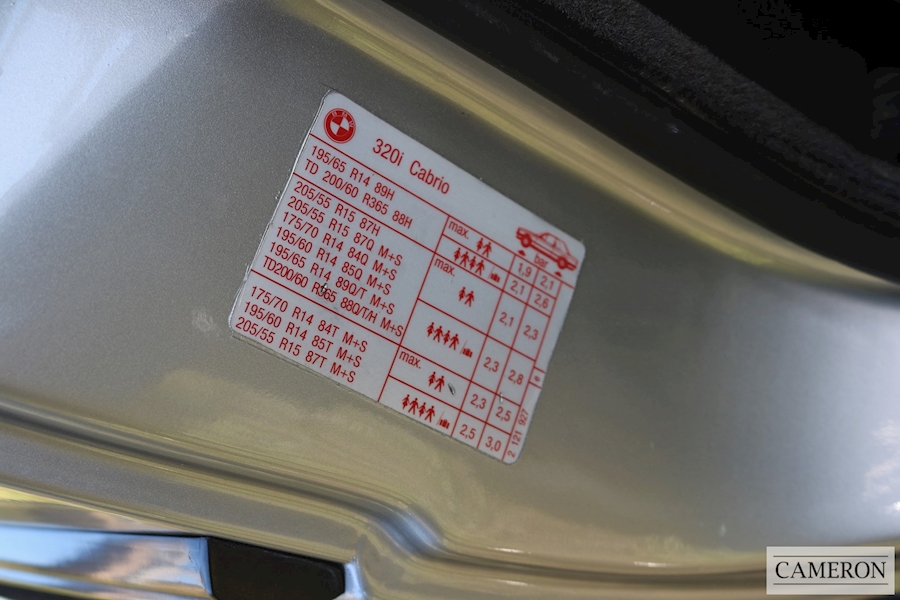 320i Cabrio
bar
195/65 R14 89H
TD 200/60 R365 88H
max.
1,9 2,1
2,1 2,6
205/55 R15 87H
205/55 R15 87Q M+S
175/70 R14 84Q M+S
195/60 R14 85Q M+S
195/65 R14 89Q/T M+S
TD200/60 R365 88Q/T/H M+S
max.
2,1 2,3
2,3 2,8
175/70 R14 84T M+S
195/60 R14 85T M+S
205/55 R15 87T M+S
max.
2,3 2,5
2,5 3,0
2 121 927
CAMERON